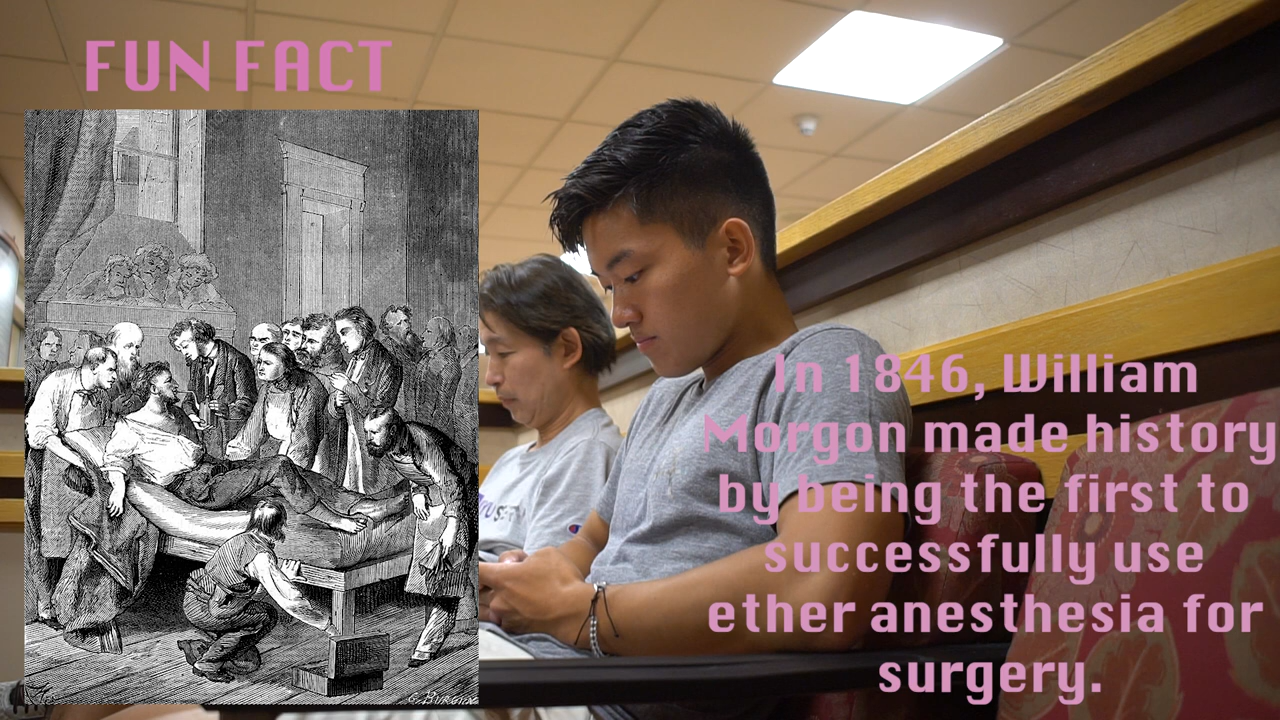 FUN FACT
In 1846, William
Morgon made history
by being the first to
successfully use
ether anesthesia for
surgery.